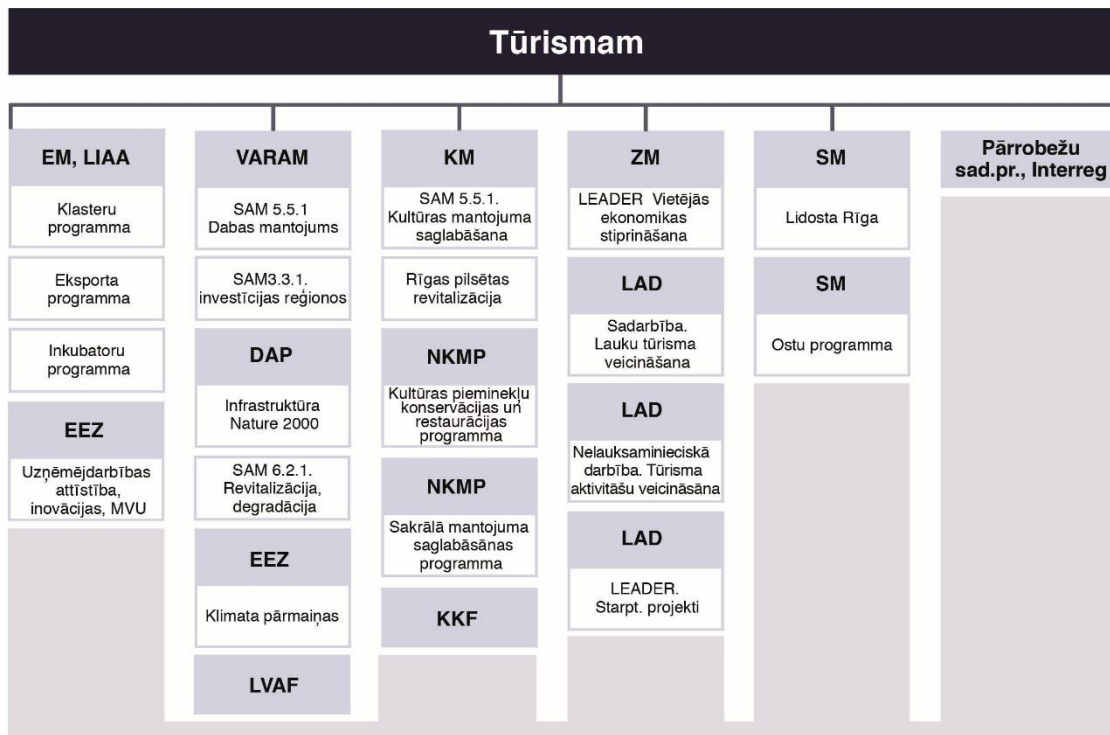 Tūrismam
EM, LIAA
Klasteru
programma
Eksporta
programma
Inkubatoru
programma
EEZ
Uzņēmējdarbības
attīstība,
inovācijas, MVU
VARAM
SAM 5.5.1
Dabas mantojums
SAM3.3.1.
investīcijas reģionos
DAP
Infrastruktūra
Nature 2000
SAM 6.2.1.
Revitalizācija,
degradācija
EEZ
Klimata pārmaiņas
LVAF
KM
SAM 5.5.1.
Kultūras mantojuma
saglabāšana
Rīgas pilsētas
revitalizācija
NKMP
Kultūras pieminekļu
konservācijas un
restaurācijas
programma
NKMP
Sakrālā mantojuma
saglabāsānas
programma
KKF
ZM
LEADER Vietējās
ekonomikas
stiprināšana
LAD
Sadarbība.
Lauku tūrisma
veicināšana
LAD
Nelauksaminieciskā
darbība. Tūrisma
aktivitāšu veicināsāna
LAD
LEADER.
Starpt. projekti
SM
Lidosta Rīga
SM
Ostu programma
Pārrobežu
sad.pr., Interreg